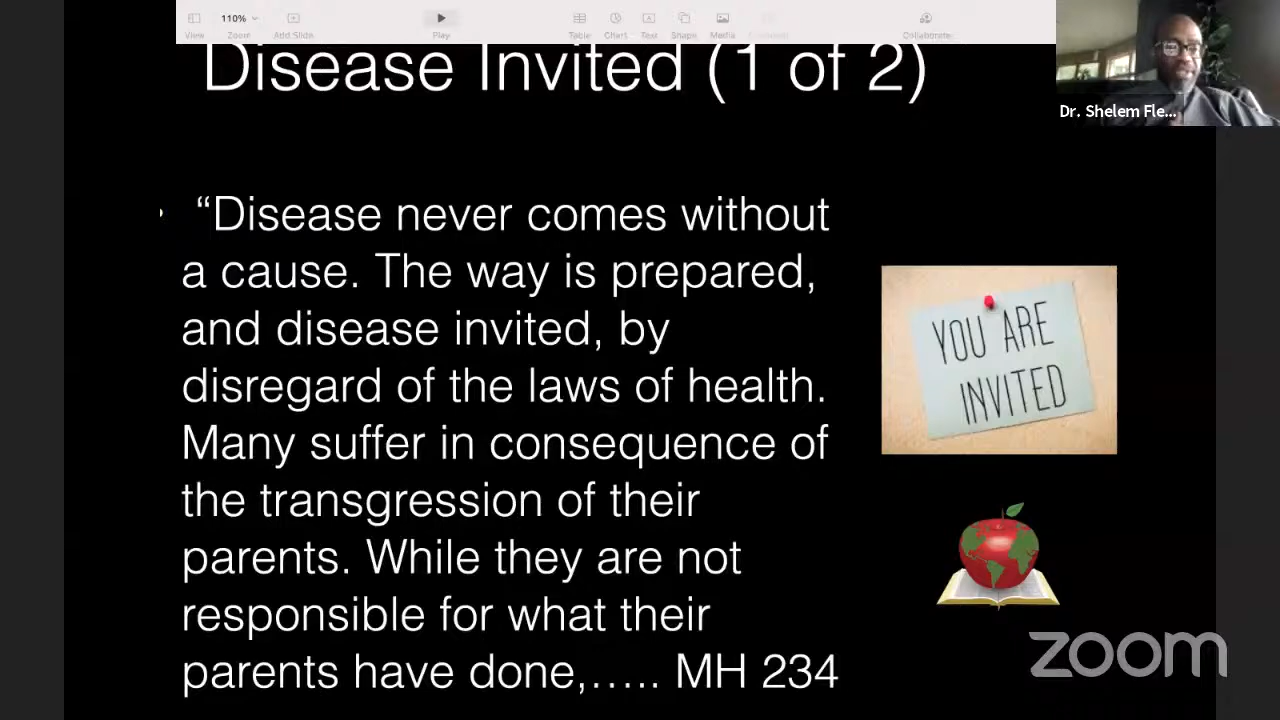 110%
View
Zoom
Add Slide
Play
Table
Chart
Text
Shape
Media
Collaborate
Dr. Shelem Fle...
Disease Invited (1 of 2)
“Disease never comes without
a cause. The way is prepared,
and disease invited, by
disregard of the laws of health.
Many suffer in consequence of
the transgression of their
parents. While they are not
responsible for what their
parents have done,….. MH 234
YOU ARE
INVITED
zoom